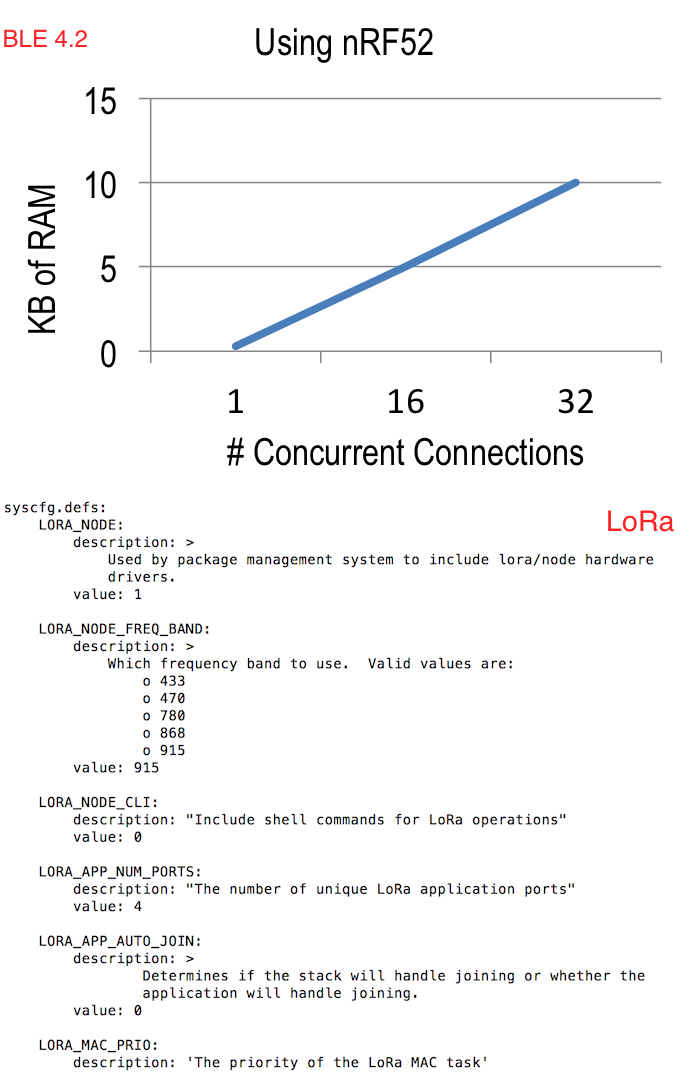 BLE 4.2
Using nRF52
15
10
5
0
KB of RAM
1 16 32
# Concurrent Connections
LoRa
syscfg.defs:
    LORA_NODE:
        description: >
            Used by package management system to include lora/node hardware
            drivers.
        value: 1

    LORA_NODE_FREQ_BAND:
        description: >
            Which frequency band to use.  Valid values are:
                o 433
                o 470
                o 780
                o 868
                o 915
        value: 915

    LORA_NODE_CLI:
        description: "Include shell commands for LoRa operations"
        value: 0

    LORA_APP_NUM_PORTS:
        description: "The number of unique LoRa application ports"
        value: 4

    LORA_APP_AUTO_JOIN:
        description: >
                Determines if the stack will handle joining or whether the
                application will handle joining.
        value: 0

    LORA_MAC_PRIO:
        description: 'The priority of the LoRa MAC task'